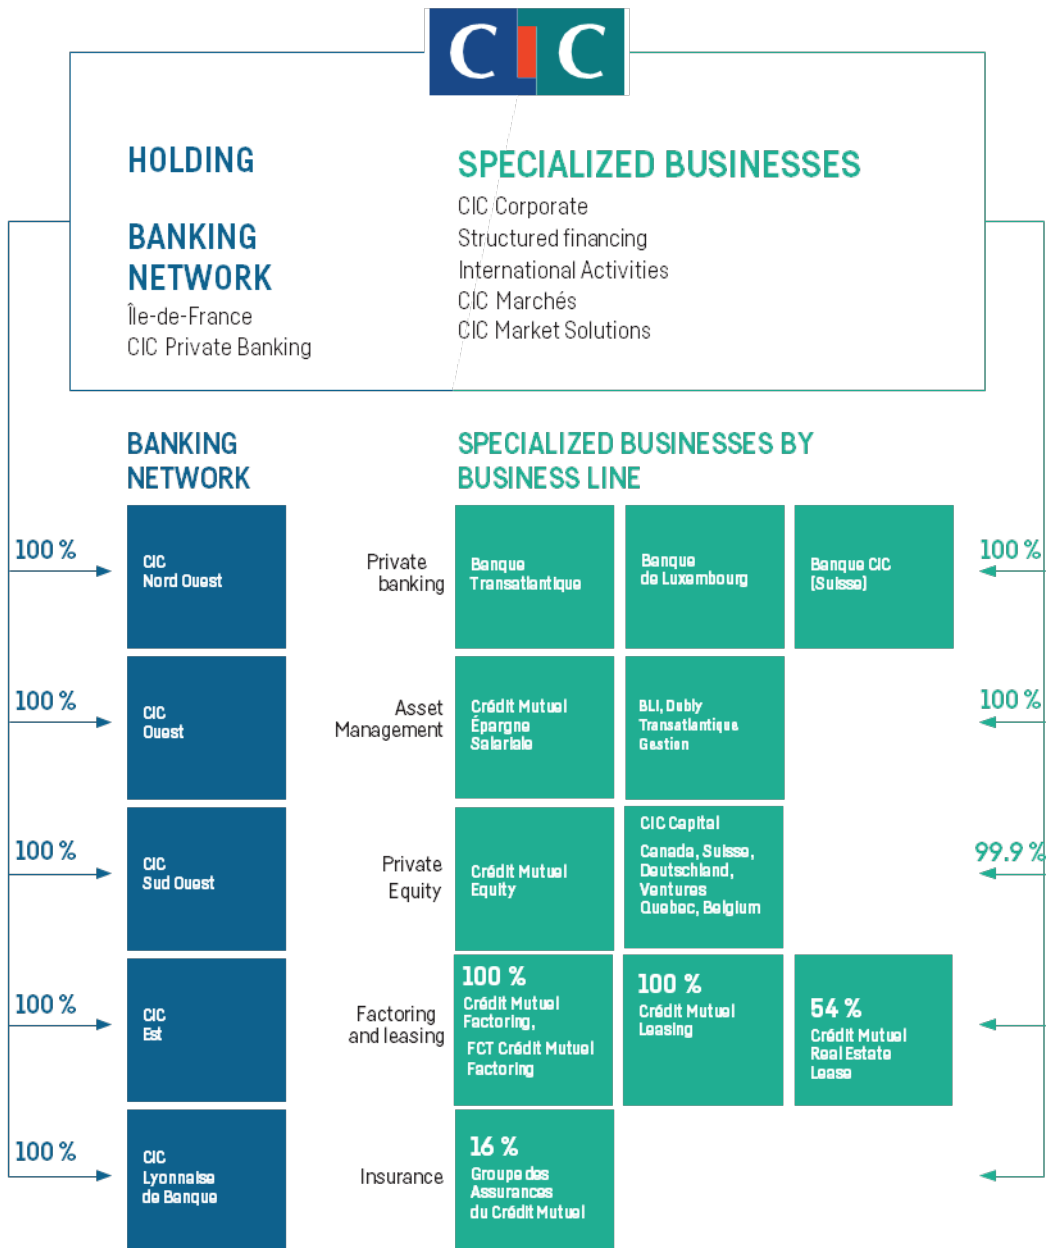 CIC
HOLDING
BANKING
NETWORK
Île-de-France
CIC Private Banking
SPECIALIZED BUSINESSES
CIC Corporate
Structured financing
International Activities
CIC Marchés
CIC Market Solutions
BANKING
NETWORK
SPECIALIZED BUSINESSES BY
BUSINESS LINE
100 %
CIC
Nord Ouest
Private
banking
Banque
Transatlantique
Banque
de Luxembourg
Banque CIC
(Suisse)
100 %
100 %
CIC
Ouest
Asset
Management
Crédit Mutuel
Épargne
Salariale
BLI, Dubly
Transatlantique
Gestion
100 %
100 %
CIC
Sud Ouest
Private
Equity
Crédit Mutuel
Equity
CIC Capital
Canada, Suisse,
Deutschland,
Ventures
Quebec, Belgium
99.9 %
100 %
CIC
Est
Factoring
and leasing
100 %
Crédit Mutuel
Factoring,
FCT Crédit Mutuel
Factoring
100 %
Crédit Mutuel
Leasing
54 %
Crédit Mutuel
Real Estate
Lease
100 %
CIC
Lyonnaise
de Banque
Insurance
16 %
Groupe des
Assurances
du Crédit Mutuel